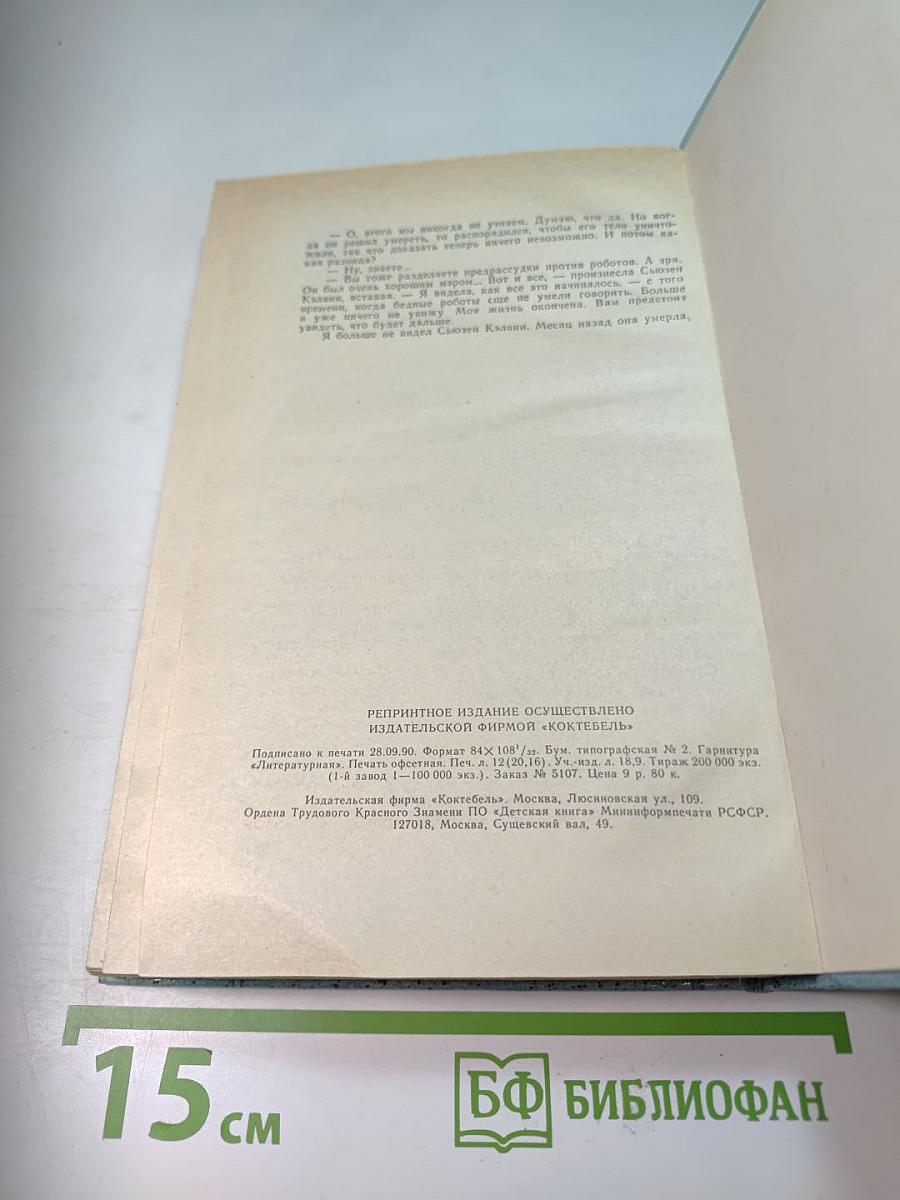 — О, этого мы никогда не узнаем. Думаю, что да. Но ког-
да он решил умереть, то распорядился, чтобы его тело уничто-
жили, так что доказать теперь ничего невозможно. И потом ка-
кая разница?
— Ну, знаете...
— Вы тоже разделяете предрассудки против роботов. А зря.
Он был очень хорошим мэром... Вот и все, — произнесла Сьюзен
Кэлвин, вставая. — Я видела, как все это начиналось, — с того
времени, когда бедные роботы еще не умели говорить. Больше
я уже ничего не увижу Моя жизнь окончена. Вам предстоит
увидеть, что будет дальше.
Я больше не видел Сьюзен Кэлвин. Месяц назад она умерла.
РЕПРИНТНОЕ ИЗДАНИЕ ОСУЩЕСТВЛЕНО
ИЗДАТЕЛЬСКОЙ ФИРМОЙ «КОКТЕБЕЛЬ»
Подписано к печати 28.09.90. Формат 84×108¹/₃₂. Бум. типографская № 2. Гарнитура
«Литературная». Печать офсетная. Печ. л. 12 (20,16). Уч.-изд. л. 18,9. Тираж 200 000 экз.
(1-й завод 1—100 000 экз.). Заказ № 5107. Цена 9 р. 80 к.
Издательская фирма «Коктебель». Москва, Люсиновская ул., 109.
Ордена Трудового Красного Знамени ПО «Детская книга» Мининформпечати РСФСР.
127018, Москва, Сущевский вал, 49.
15 см
БФ БИБЛИОФАН